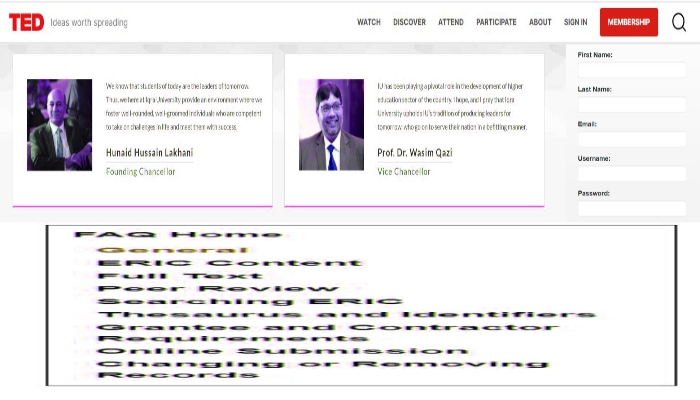 TED Ideas worth spreading WATCH DISCOVER ATTEND PARTICIPATE ABOUT SIGN IN MEMBERSHIP
We know that students of today are the leaders of tomorrow.
Thus, we here at Iqra University provide an environment where we
foster well-rounded, well-groomed individuals who are competent
to take on challenges in life and meet them with success.
Hunaid Hussain Lakhani
Founding Chancellor
IU has been playing a pivotal role in the development of higher
education sector of the country. I hope, and I pray that Iqra
University upholds IU's tradition of producing leaders for
tomorrow who go on to serve their nation in a befitting manner.
Prof. Dr. Wasim Qazi
Vice Chancellor
First Name:
Last Name:
Email:
Username:
Password:
FAQ Home
General
ERIC Content
Full Text
Peer Review
Searching ERIC
Thesaurus and Identifiers
Grantee and Contractor
Requirements
Online Submission
Changing or Removing
Records